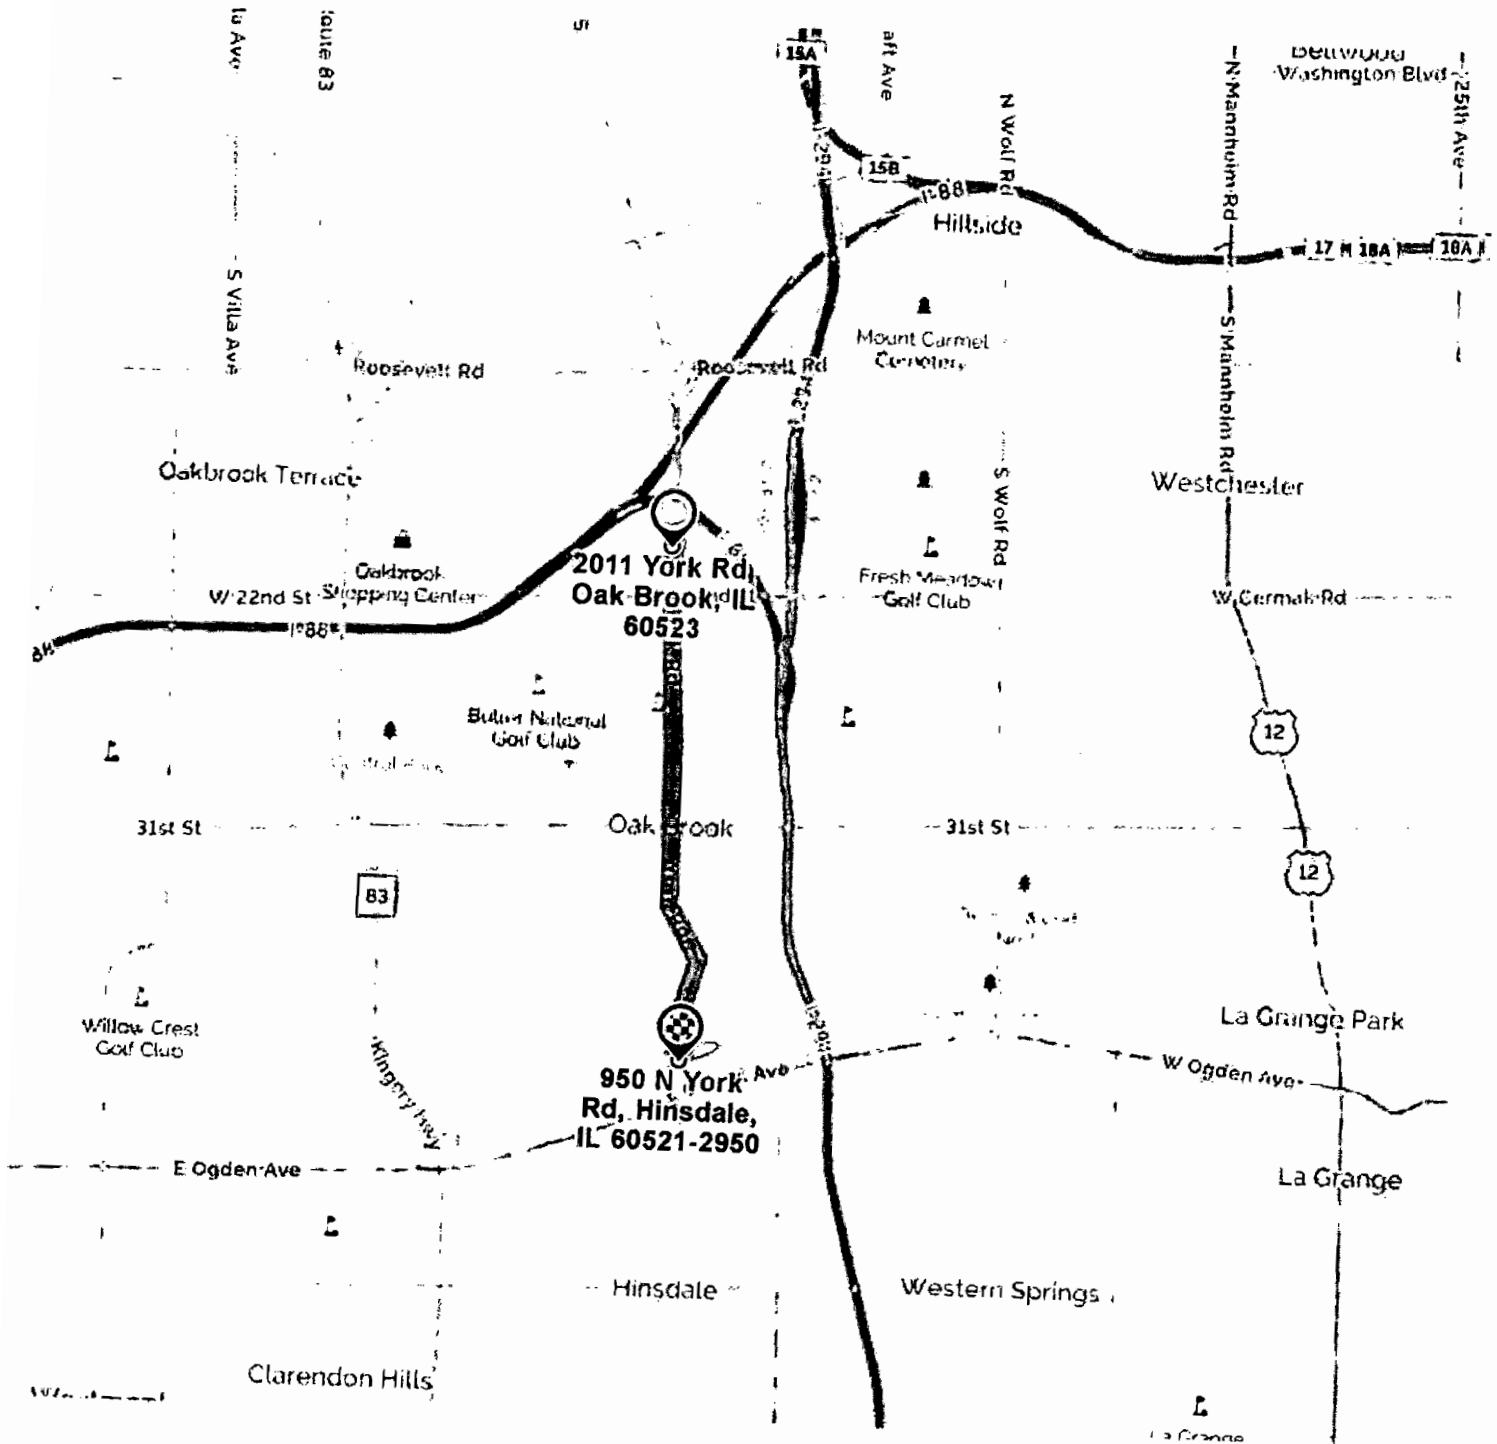 15A
aft Ave
Washington Blvd
N Mannheim Rd
25th Ave
N Wolf Rd
15B
I-88
Hillside
17
18A
18A
S Villa Ave
S Mannheim Rd
Mount Carmel
Cemetery
Roosevelt Rd
Roosevelt Rd
Oakbrook Terrace
S Wolf Rd
Westchester
2011 York Rd,
Oak Brook, IL
60523
Oakbrook
Shopping Center
W 22nd St
Fresh Meadow
Golf Club
W Cermak Rd
I-88
Butler National
Golf Club
12
31st St
Oak Brook
31st St
83
12
Willow Crest
Golf Club
La Grange Park
Kingery Hwy
I-294
950 N York
Rd, Hinsdale,
IL 60521-2950
Ave
W Ogden Ave
E Ogden Ave
La Grange
Hinsdale
Western Springs
Clarendon Hills
La Grange